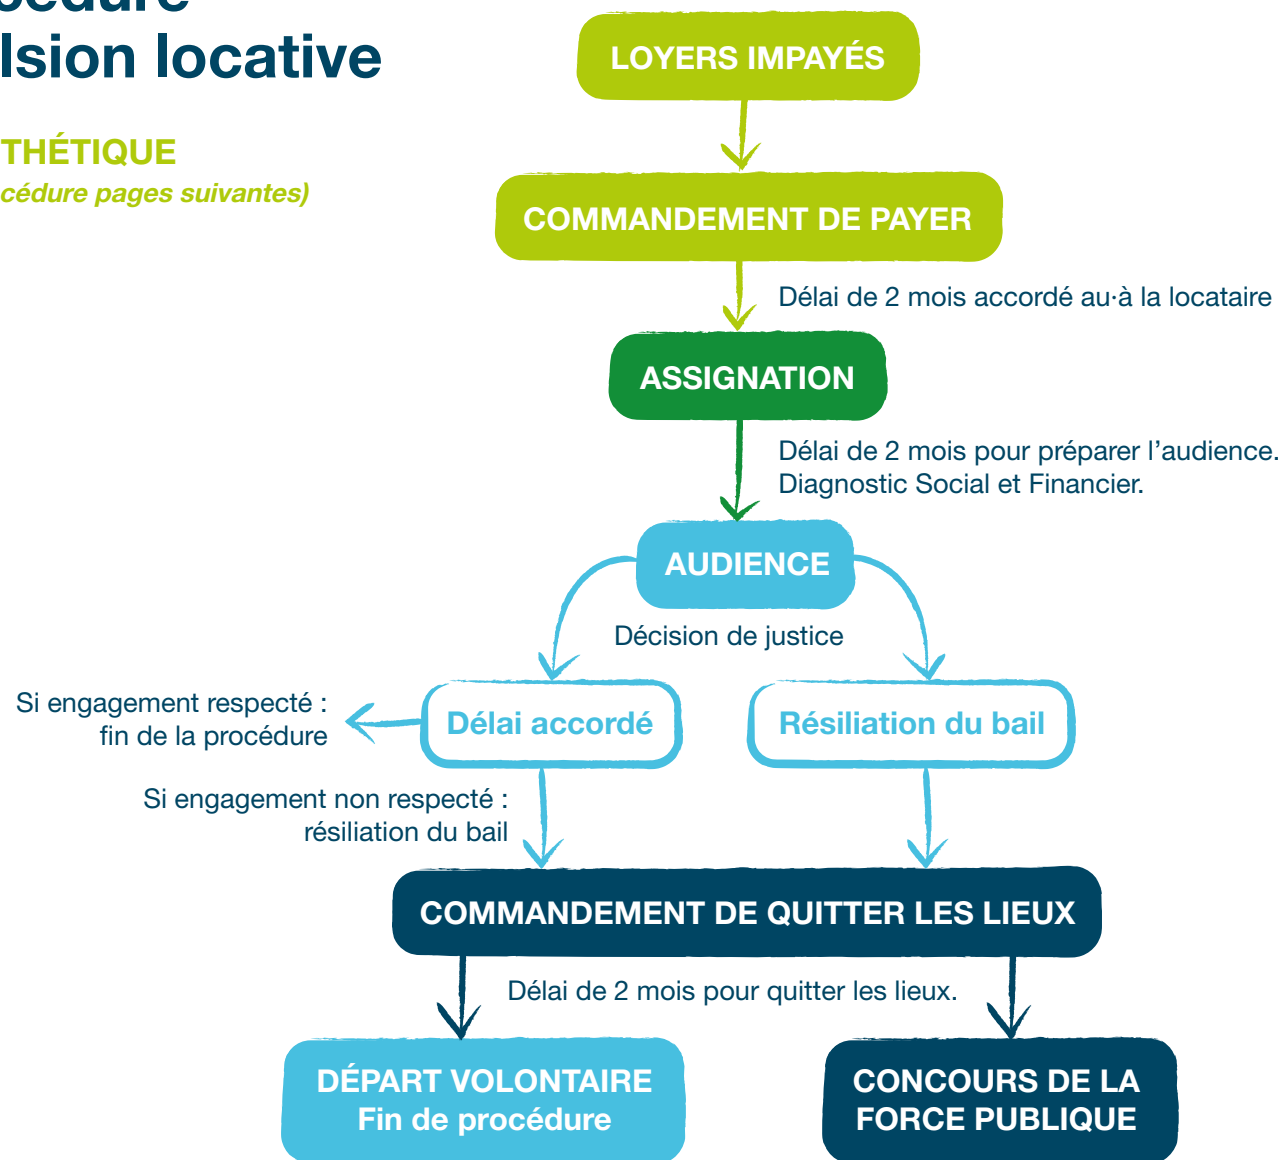 cédure
lsion locative
THÉTIQUE
cédure pages suivantes)
LOYERS IMPAYÉS
COMMANDEMENT DE PAYER
Délai de 2 mois accordé au·à la locataire
ASSIGNATION
Délai de 2 mois pour préparer l’audience.
Diagnostic Social et Financier.
AUDIENCE
Décision de justice
Si engagement respecté :
fin de la procédure
Délai accordé
Résiliation du bail
Si engagement non respecté :
résiliation du bail
COMMANDEMENT DE QUITTER LES LIEUX
Délai de 2 mois pour quitter les lieux.
DÉPART VOLONTAIRE
Fin de procédure
CONCOURS DE LA
FORCE PUBLIQUE